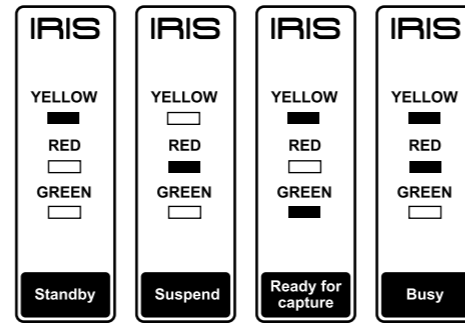 IRIS
YELLOW
RED
GREEN
Standby
IRIS
YELLOW
RED
GREEN
Suspend
IRIS
YELLOW
RED
GREEN
Ready for
capture
IRIS
YELLOW
RED
GREEN
Busy